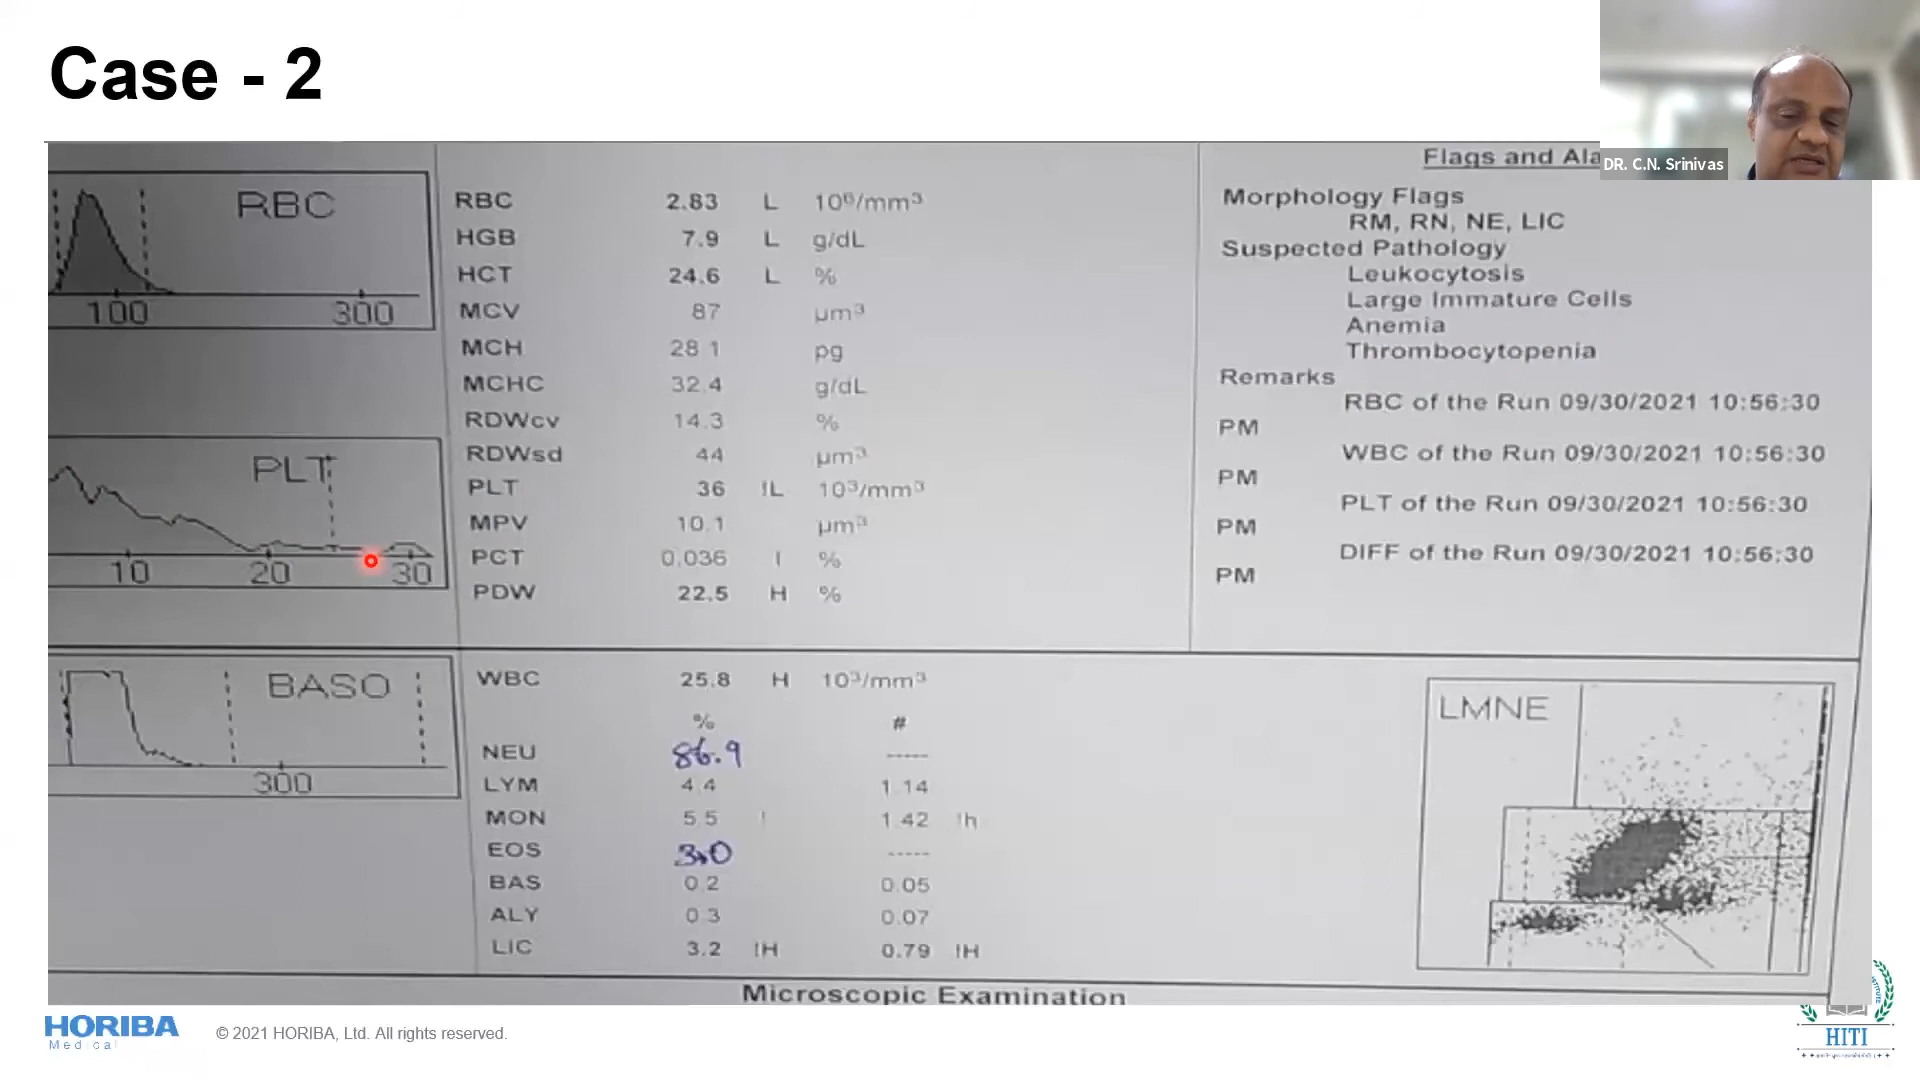 Case - 2
DR. C.N. Srinivas
RBC
100 300
PLT
10 20 30
BASO
300
RBC 2.83 L 10⁶/mm³
HGB 7.9 L g/dL
HCT 24.6 L %
MCV 87 µm³
MCH 28 1 pg
MCHC 32.4 g/dL
RDWcv 14.3 %
RDWsd 44 µm³
PLT 36 !L 10³/mm³
MPV 10.1 µm³
PCT 0.036 %
PDW 22.5 H %
WBC 25.8 H 10³/mm³
% #
NEU 86.9 -----
LYM 4.4 1.14
MON 5.5 ! 1.42 !h
EOS 3.0 -----
BAS 0.2 0.05
ALY 0.3 0.07
LIC 3.2 !H 0.79 !H
Flags and Ala
Morphology Flags
RM, RN, NE, LIC
Suspected Pathology
Leukocytosis
Large Immature Cells
Anemia
Thrombocytopenia
Remarks
RBC of the Run 09/30/2021 10:56:30
PM
WBC of the Run 09/30/2021 10:56:30
PM
PLT of the Run 09/30/2021 10:56:30
PM
DIFF of the Run 09/30/2021 10:56:30
PM
LMNE
Microscopic Examination
HORIBA
Medical
© 2021 HORIBA, Ltd. All rights reserved.
HITI